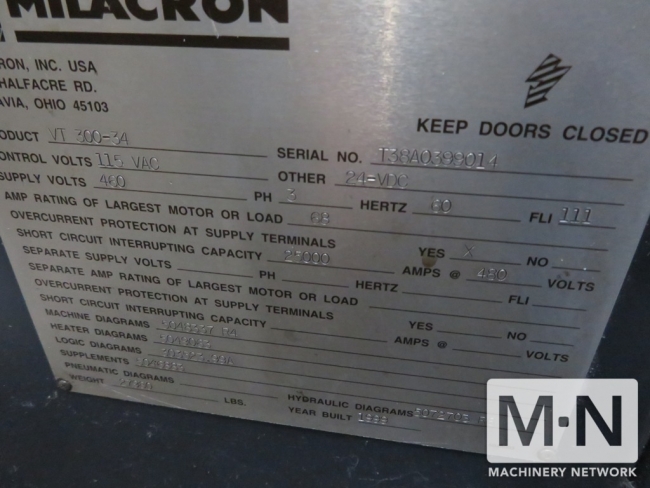 MILACRON
RON, INC. USA
HALFACRE RD.
AVIA, OHIO 45103
KEEP DOORS CLOSED
ODUCT VT 300-34 SERIAL NO. T38A0399014
ONTROL VOLTS 115 VAC OTHER 24-VDC
SUPPLY VOLTS 460 PH 3 HERTZ 60 FLI 111
AMP RATING OF LARGEST MOTOR OR LOAD 68
OVERCURRENT PROTECTION AT SUPPLY TERMINALS YES X NO
SHORT CIRCUIT INTERRUPTING CAPACITY 25000 AMPS @ 480 VOLTS
SEPARATE SUPPLY VOLTS PH HERTZ FLI
SEPARATE AMP RATING OF LARGEST MOTOR OR LOAD
OVERCURRENT PROTECTION AT SUPPLY TERMINALS YES NO
SHORT CIRCUIT INTERRUPTING CAPACITY AMPS @ VOLTS
MACHINE DIAGRAMS
HEATER DIAGRAMS
LOGIC DIAGRAMS
SUPPLEMENTS
PNEUMATIC DIAGRAMS HYDRAULIC DIAGRAMS
WEIGHT LBS. YEAR BUILT 1999
M·N
MACHINERY NETWORK